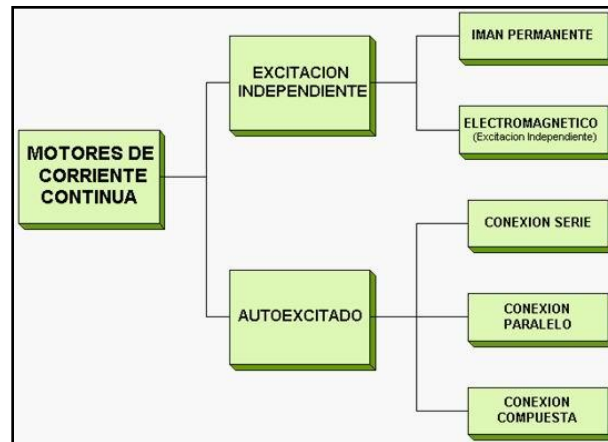 MOTORES DE
CORRIENTE
CONTINUA
EXCITACION
INDEPENDIENTE
IMAN PERMANENTE
ELECTROMAGNETICO
(Excitacion Independiente)
AUTOEXCITADO
CONEXION SERIE
CONEXION
PARALELO
CONEXION
COMPUESTA